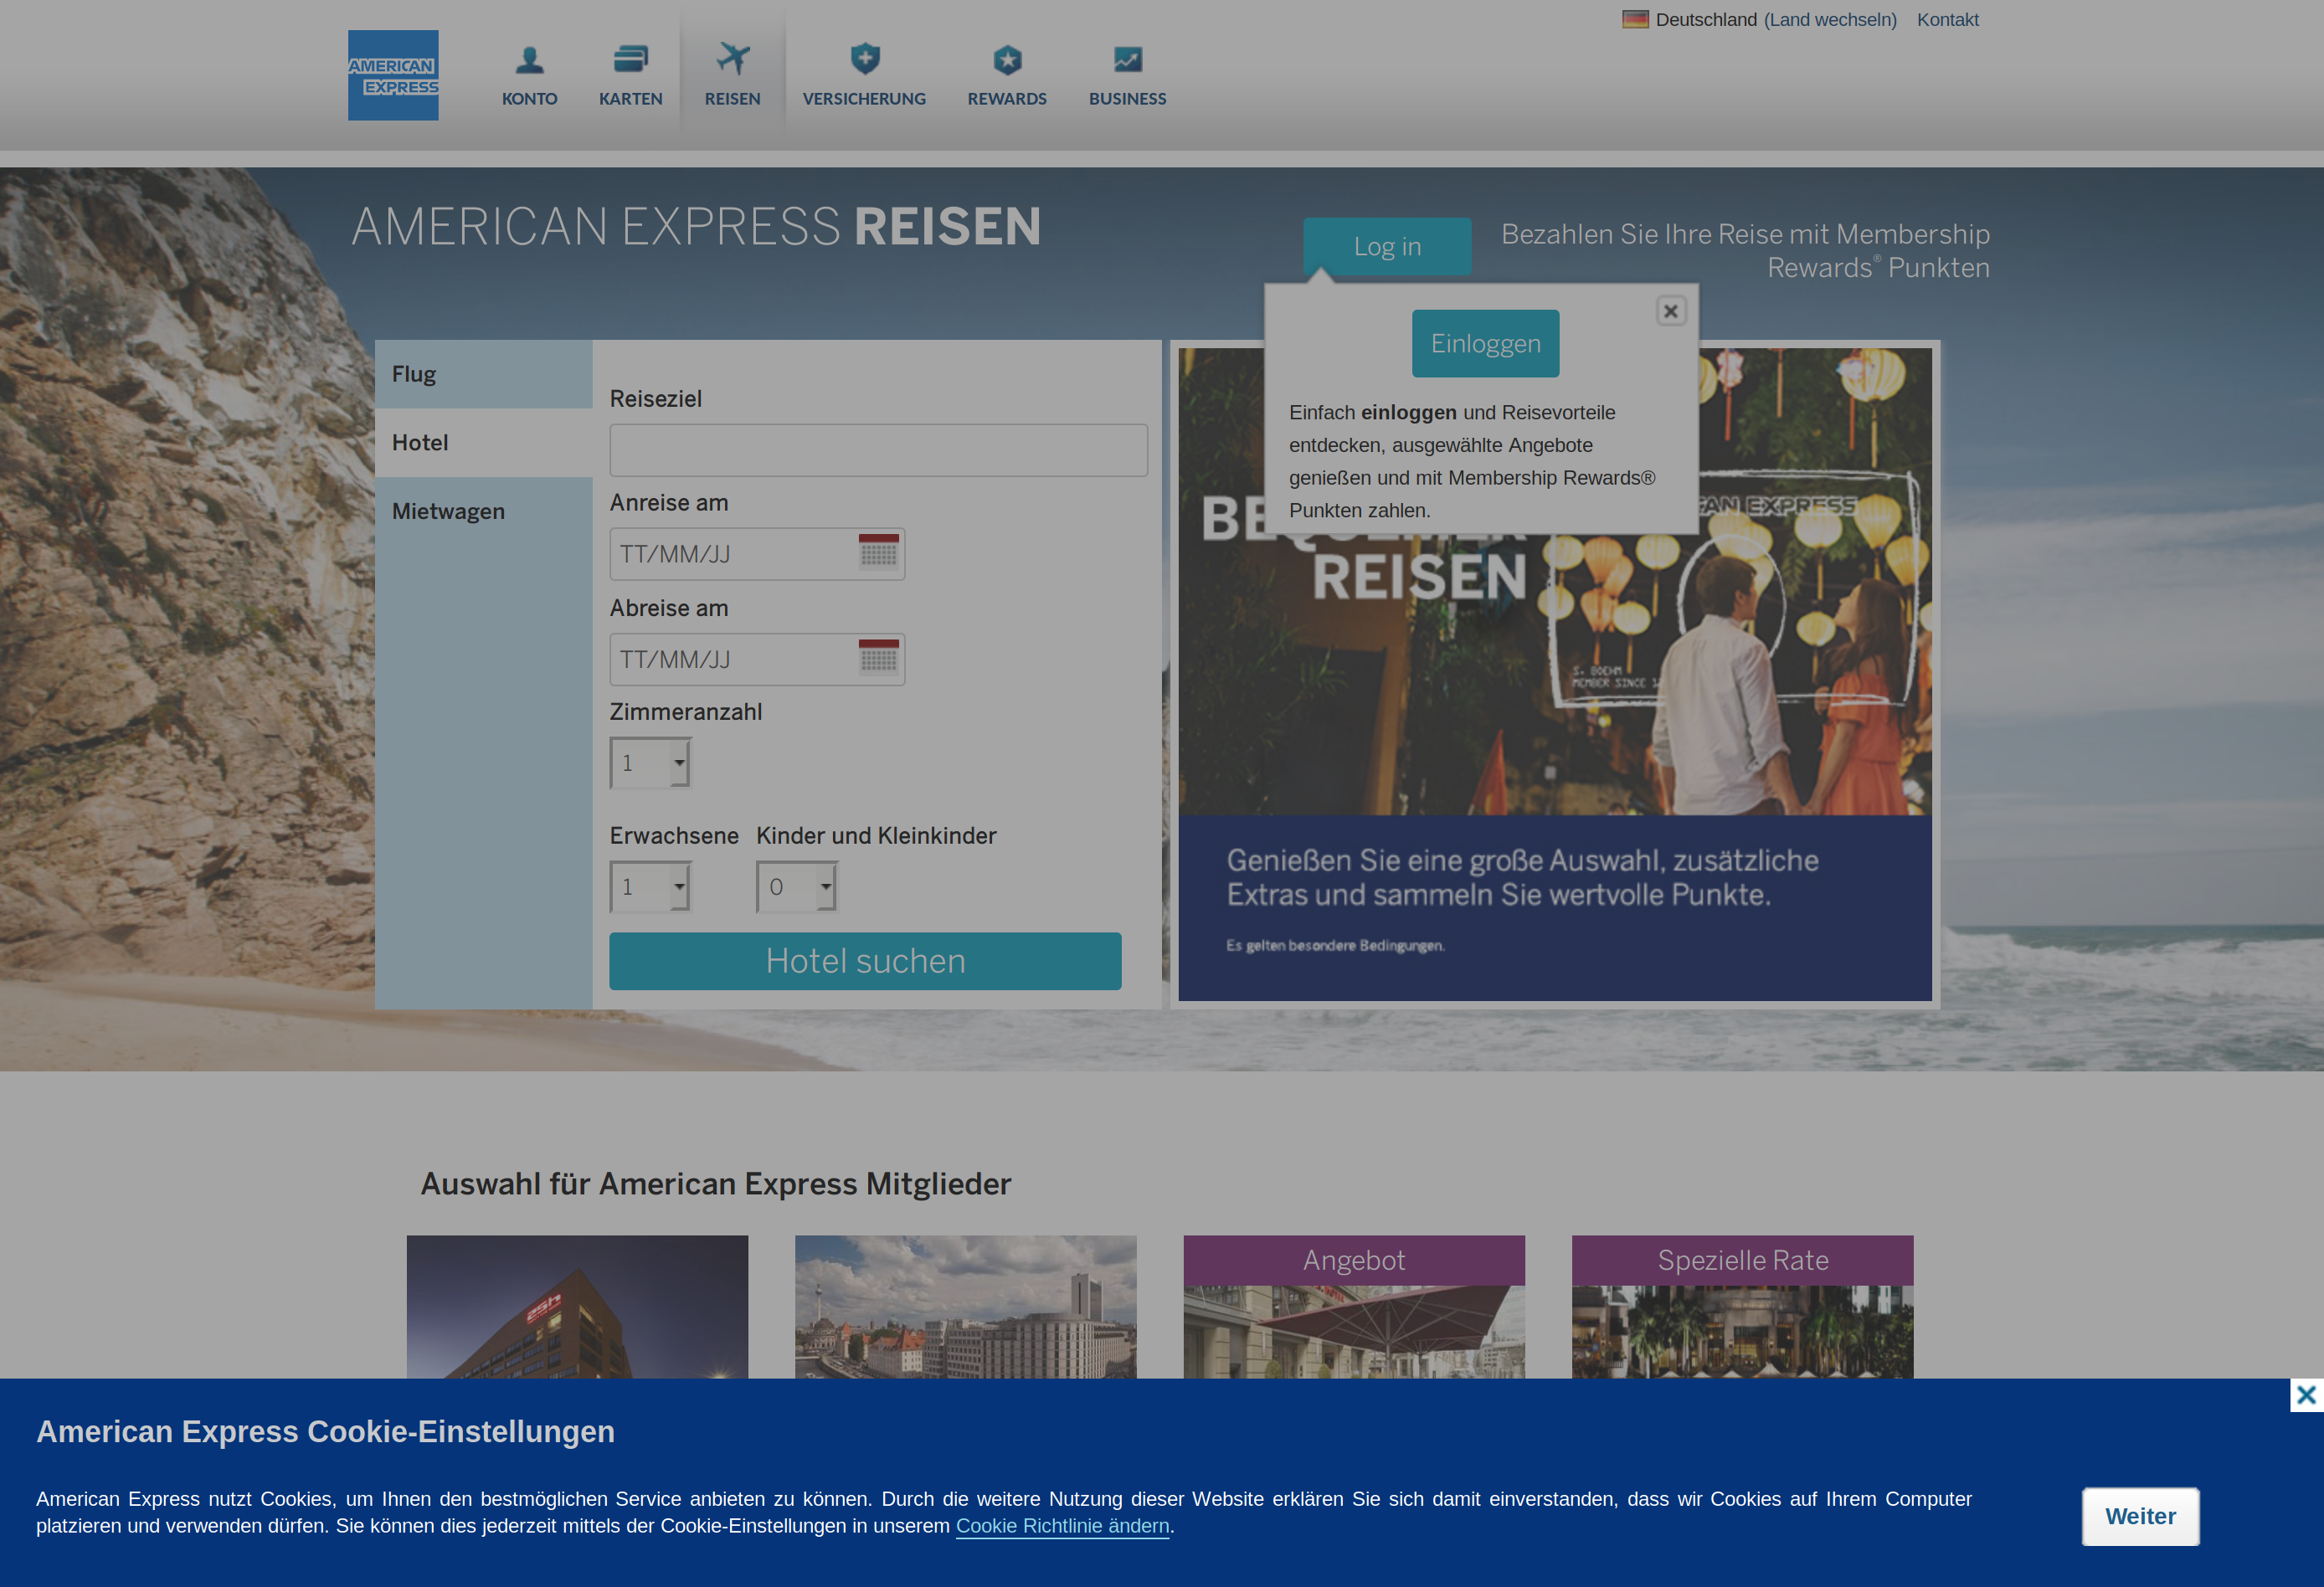 Deutschland (Land wechseln) Kontakt
AMERICAN
EXPRESS
KONTO
KARTEN
REISEN
VERSICHERUNG
REWARDS
BUSINESS
AMERICAN EXPRESS REISEN
Log in
Bezahlen Sie Ihre Reise mit Membership
Rewards® Punkten
Einloggen
Einfach einloggen und Reisevorteile
entdecken, ausgewählte Angebote
genießen und mit Membership Rewards®
Punkten zahlen.
Flug
Hotel
Mietwagen
Reiseziel
Anreise am
TT/MM/JJ
Abreise am
TT/MM/JJ
Zimmeranzahl
1
Erwachsene Kinder und Kleinkinder
1 0
Hotel suchen
REISEN
EXPRESS
S. BOEHM
MEMBER SINCE
Genießen Sie eine große Auswahl, zusätzliche
Extras und sammeln Sie wertvolle Punkte.
Es gelten besondere Bedingungen.
Auswahl für American Express Mitglieder
Angebot
Spezielle Rate
American Express Cookie-Einstellungen
American Express nutzt Cookies, um Ihnen den bestmöglichen Service anbieten zu können. Durch die weitere Nutzung dieser Website erklären Sie sich damit einverstanden, dass wir Cookies auf Ihrem Computer
platzieren und verwenden dürfen. Sie können dies jederzeit mittels der Cookie-Einstellungen in unserem Cookie Richtlinie ändern.
Weiter